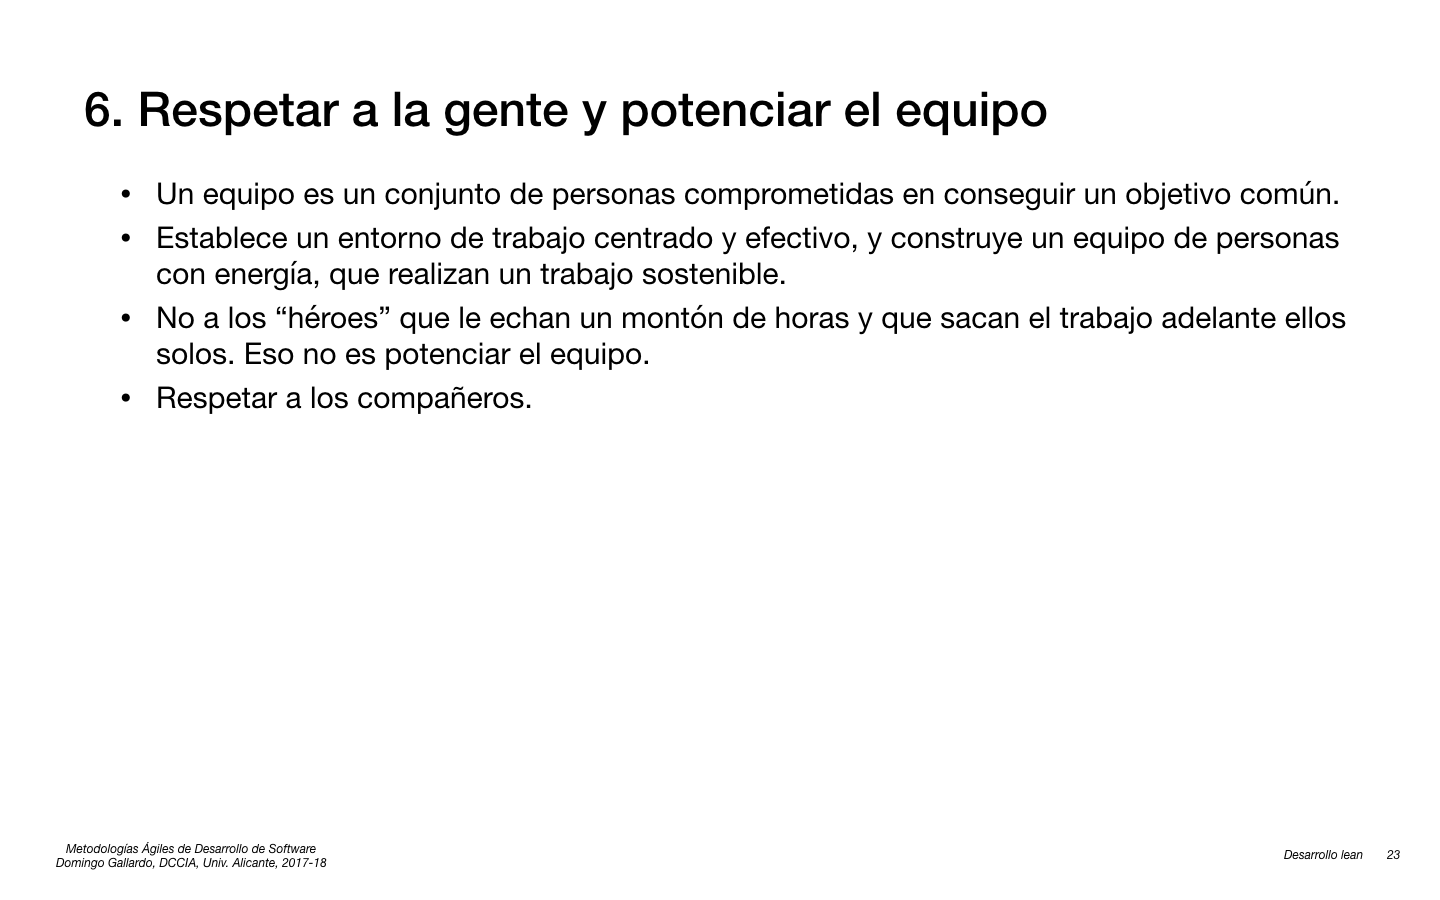 6. Respetar a la gente y potenciar el equipo
• Un equipo es un conjunto de personas comprometidas en conseguir un objetivo común.
• Establece un entorno de trabajo centrado y efectivo, y construye un equipo de personas
con energía, que realizan un trabajo sostenible.
• No a los “héroes” que le echan un montón de horas y que sacan el trabajo adelante ellos
solos. Eso no es potenciar el equipo.
• Respetar a los compañeros.
Metodologías Ágiles de Desarrollo de Software
Domingo Gallardo, DCCIA, Univ. Alicante, 2017-18
Desarrollo lean 23